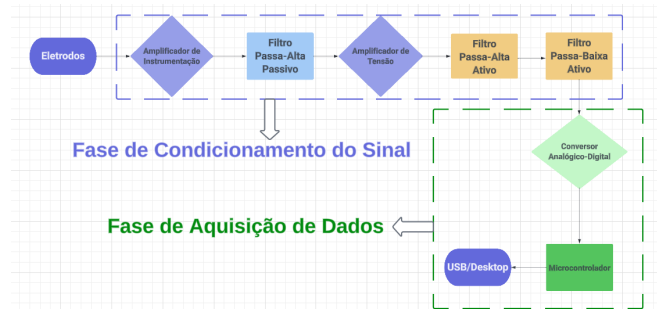 Eletrodos
Amplificador de
Instrumentação
Filtro
Passa-Alta
Passivo
Amplificador de
Tensão
Filtro
Passa-Alta
Ativo
Filtro
Passa-Baixa
Ativo
Fase de Condicionamento do Sinal
Conversor
Analógico-Digital
Fase de Aquisição de Dados
USB/Desktop
Microcontrolador